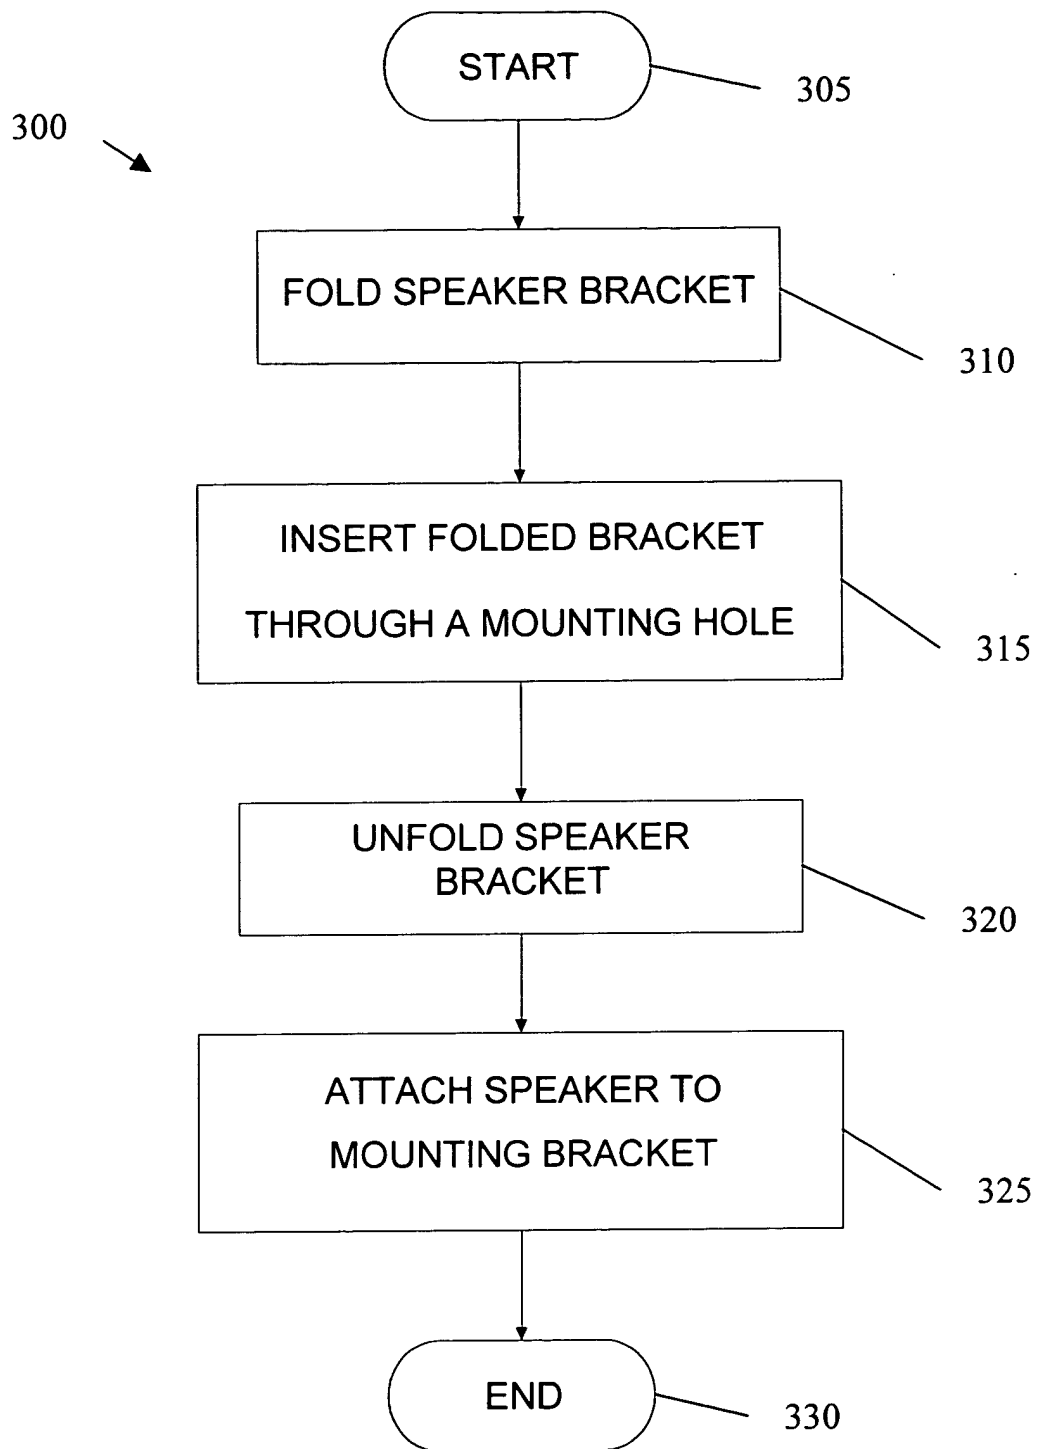 START
305
300
FOLD SPEAKER BRACKET
310
INSERT FOLDED BRACKET
THROUGH A MOUNTING HOLE
315
UNFOLD SPEAKER
BRACKET
320
ATTACH SPEAKER TO
MOUNTING BRACKET
325
END
330